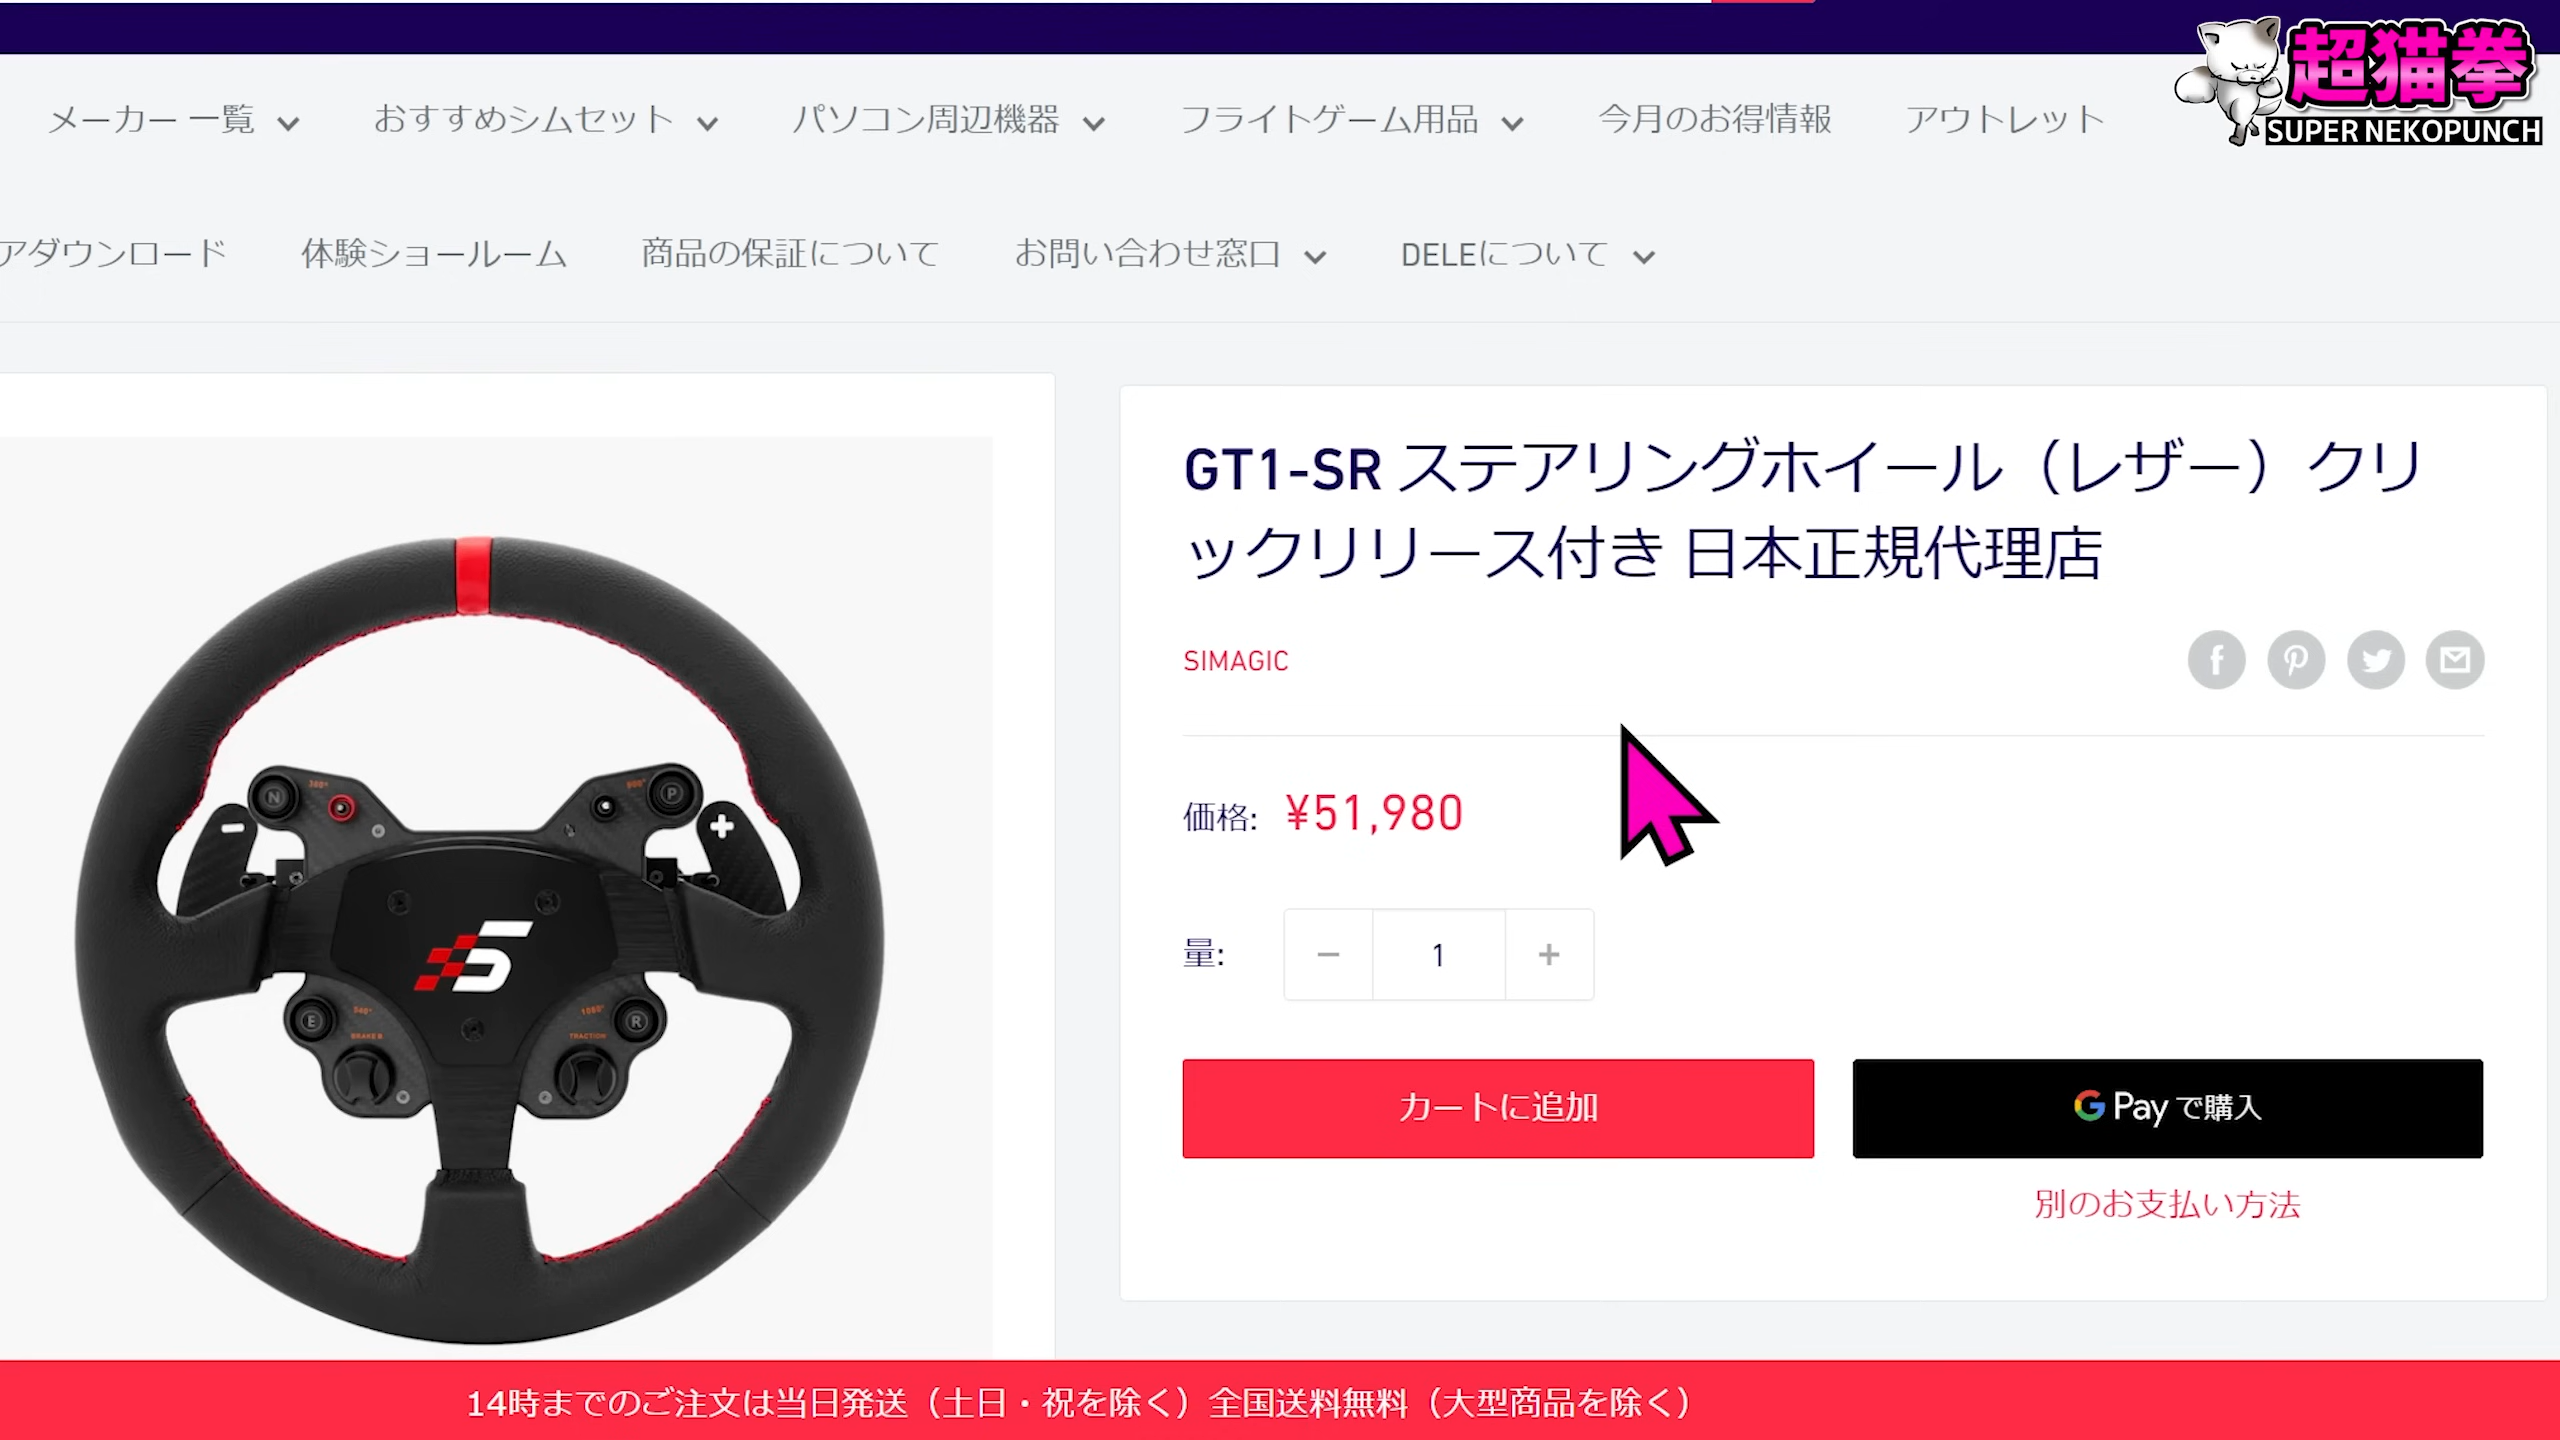 超猫拳
SUPER NEKOPUNCH
メーカー 一覧
おすすめシムセット
パソコン周辺機器
フライトゲーム用品
今月のお得情報
アウトレット
アダウンロード
体験ショールーム
商品の保証について
お問い合わせ窓口
DELEについて
GT1-SR ステアリングホイール（レザー）クリ
ックリリース付き 日本正規代理店
SIMAGIC
価格: ¥51,980
量: − 1 +
カートに追加
G Pay で購入
別のお支払い方法
N
360°
900°
P
−
+
E
540°
BRAKE B
1080°
R
TRACTION
14時までのご注文は当日発送（土日・祝を除く）全国送料無料（大型商品を除く）